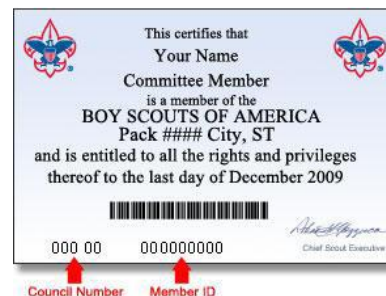 This certifies that
Your Name
Committee Member
is a member of the
BOY SCOUTS OF AMERICA
Pack #### City, ST
and is entitled to all the rights and privileges
thereof to the last day of December 2009
000 00 000000000
Chief Scout Executive
Council Number Member ID